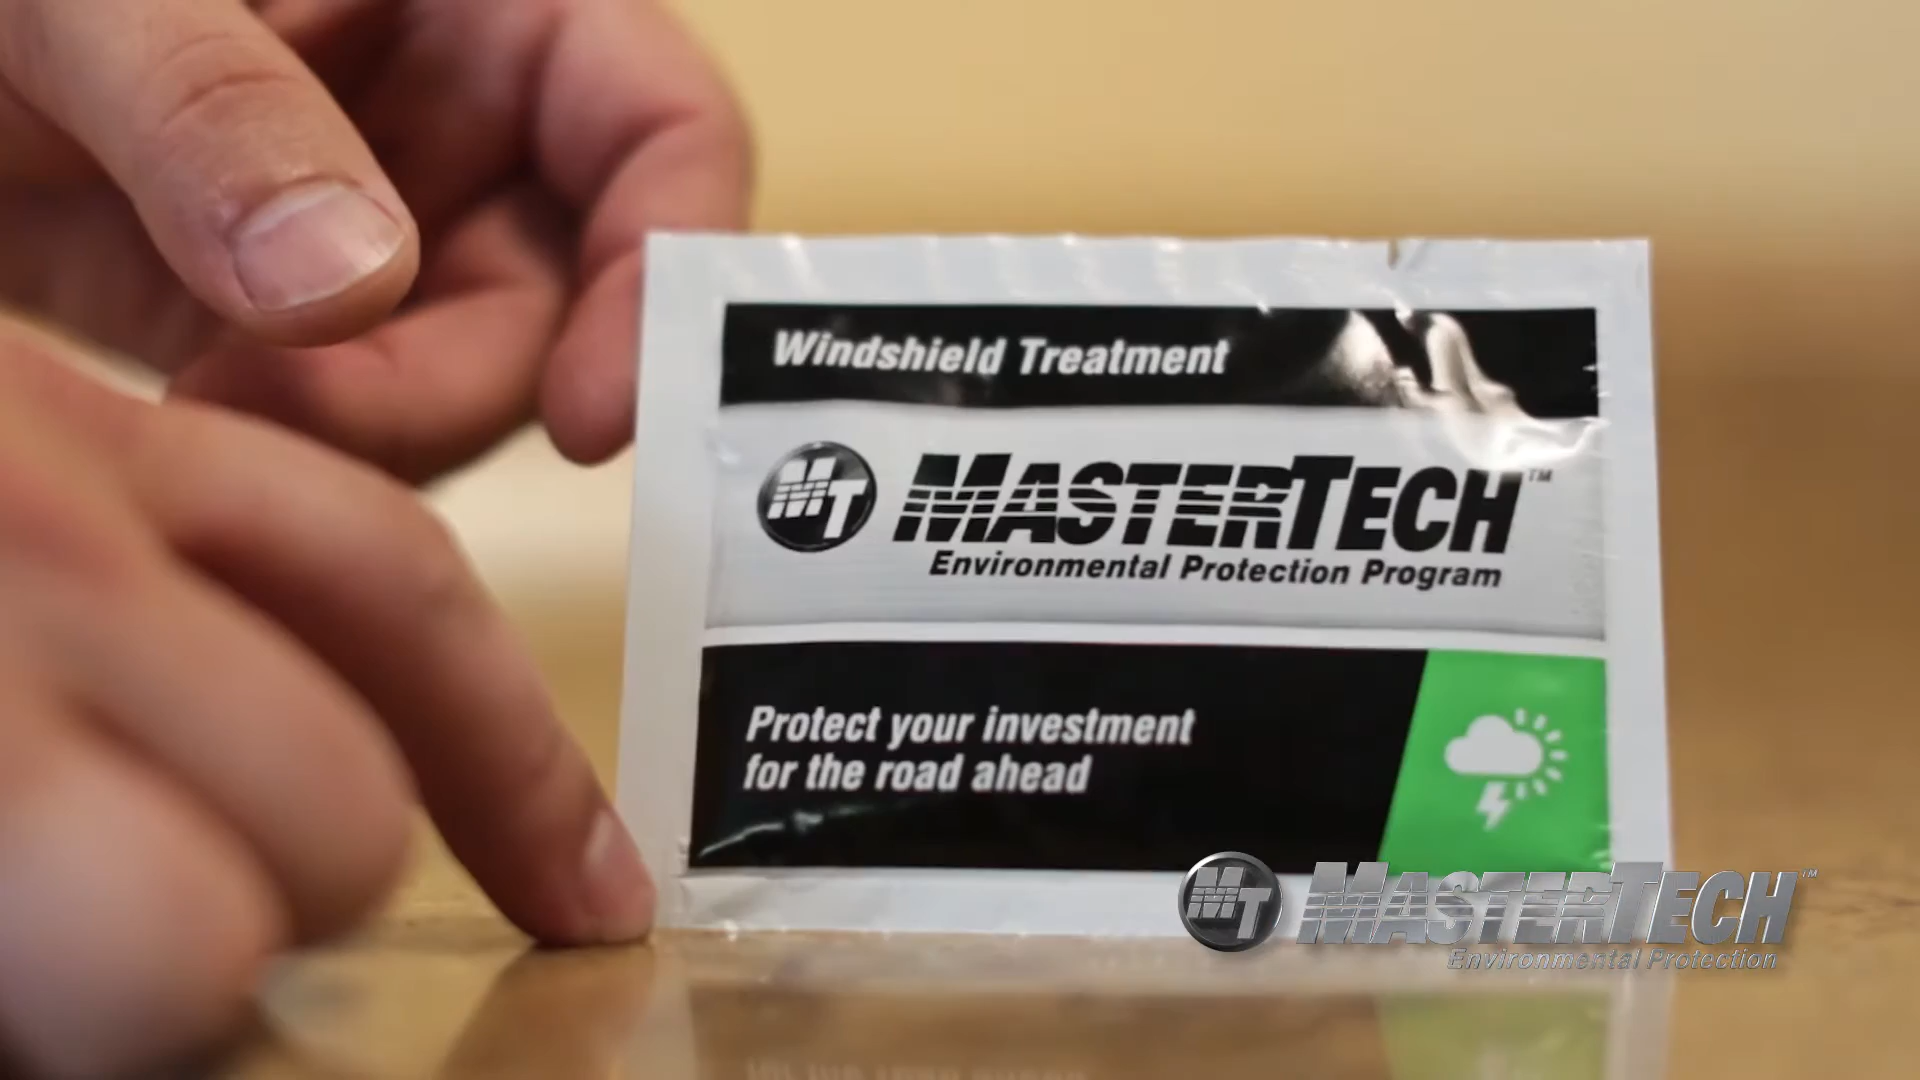 Windshield Treatment
MT MASTERTECH™
Environmental Protection Program
Protect your investment
for the road ahead
MT MASTERTECH™
Environmental Protection